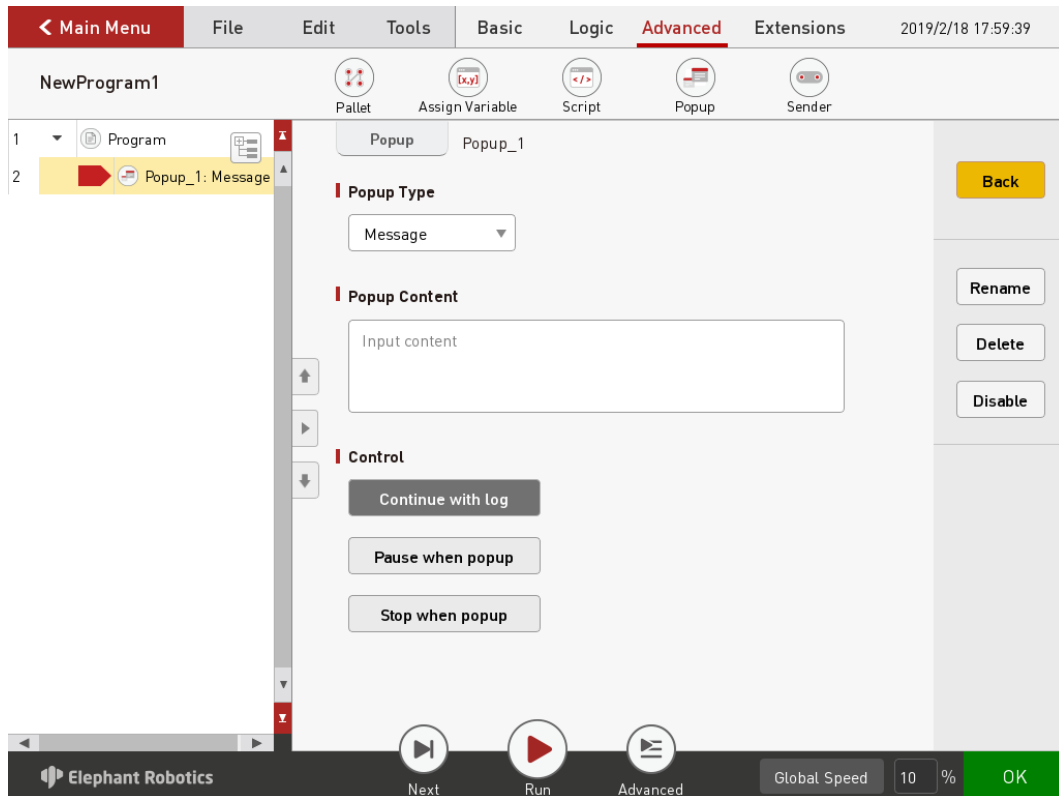 Main Menu File Edit Tools Basic Logic Advanced Extensions 2019/2/18 17:59:39
NewProgram1
Pallet Assign Variable Script Popup Sender
[x,y] </>
1 Program
2 Popup_1: Message
Popup Popup_1
Popup Type
Message
Popup Content
Input content
Control
Continue with log
Pause when popup
Stop when popup
Back
Rename
Delete
Disable
Elephant Robotics
Next Run Advanced
Global Speed 10 % OK